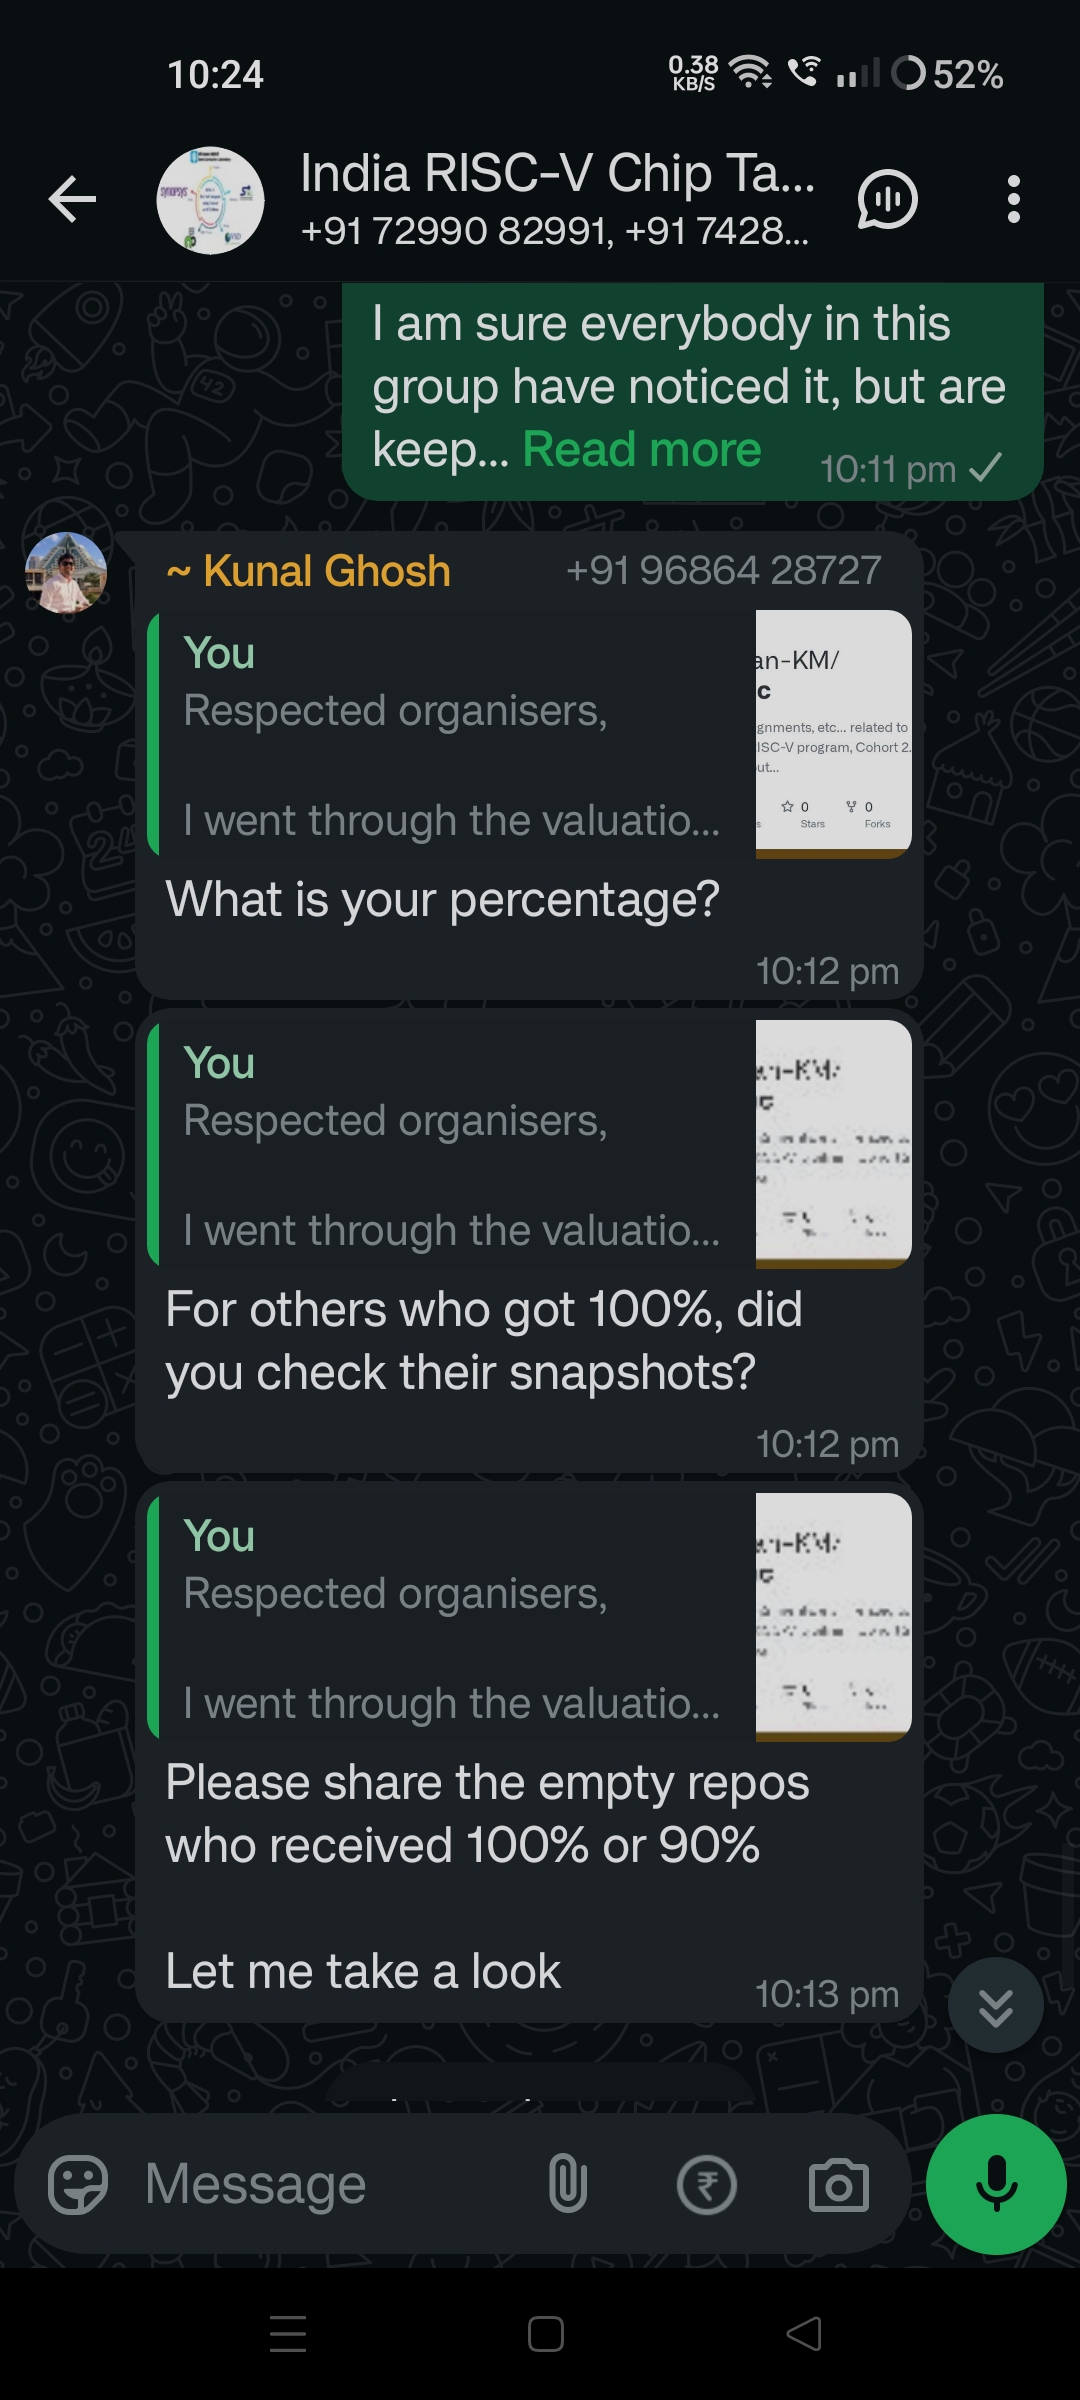 10:24
0.38
KB/S
52%
India RISC-V Chip Ta...
+91 72990 82991, +91 7428...
I am sure everybody in this
group have noticed it, but are
keep... Read more
10:11 pm
~ Kunal Ghosh
+91 96864 28727
You
Respected organisers,
I went through the valuatio...
an-KM/
c
gnments, etc... related to
ISC-V program, Cohort 2.
ut...
0
0
s
Stars
Forks
What is your percentage?
10:12 pm
You
Respected organisers,
I went through the valuatio...
For others who got 100%, did
you check their snapshots?
10:12 pm
You
Respected organisers,
I went through the valuatio...
Please share the empty repos
who received 100% or 90%
Let me take a look
10:13 pm
Message